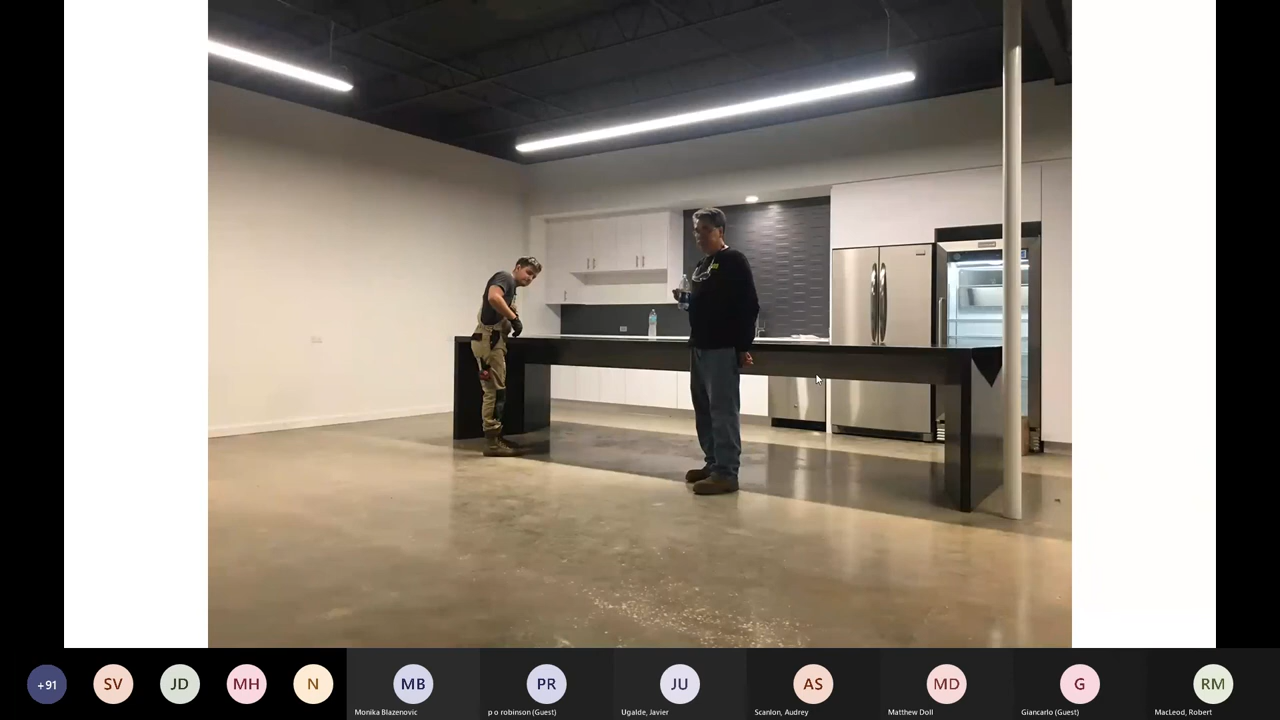 +91
SV
JD
MH
N
MB
PR
JU
AS
MD
G
RM
Monika Blazenovic
p o robinson (Guest)
Ugalde, Javier
Scanlon, Audrey
Matthew Doll
Giancarlo (Guest)
MacLeod, Robert